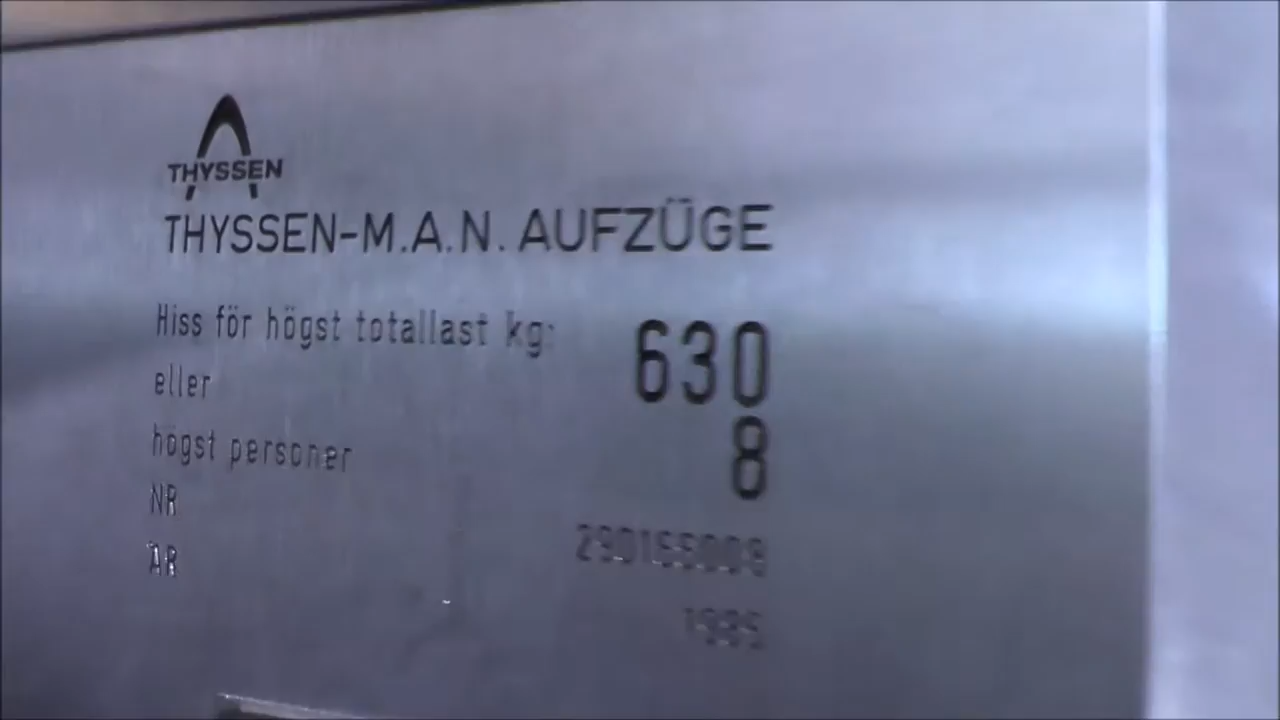 THYSSEN
THYSSEN-M.A.N. AUFZÜGE
Hiss för högst totallast kg: 630
eller
högst personer 8
NR
ÅR